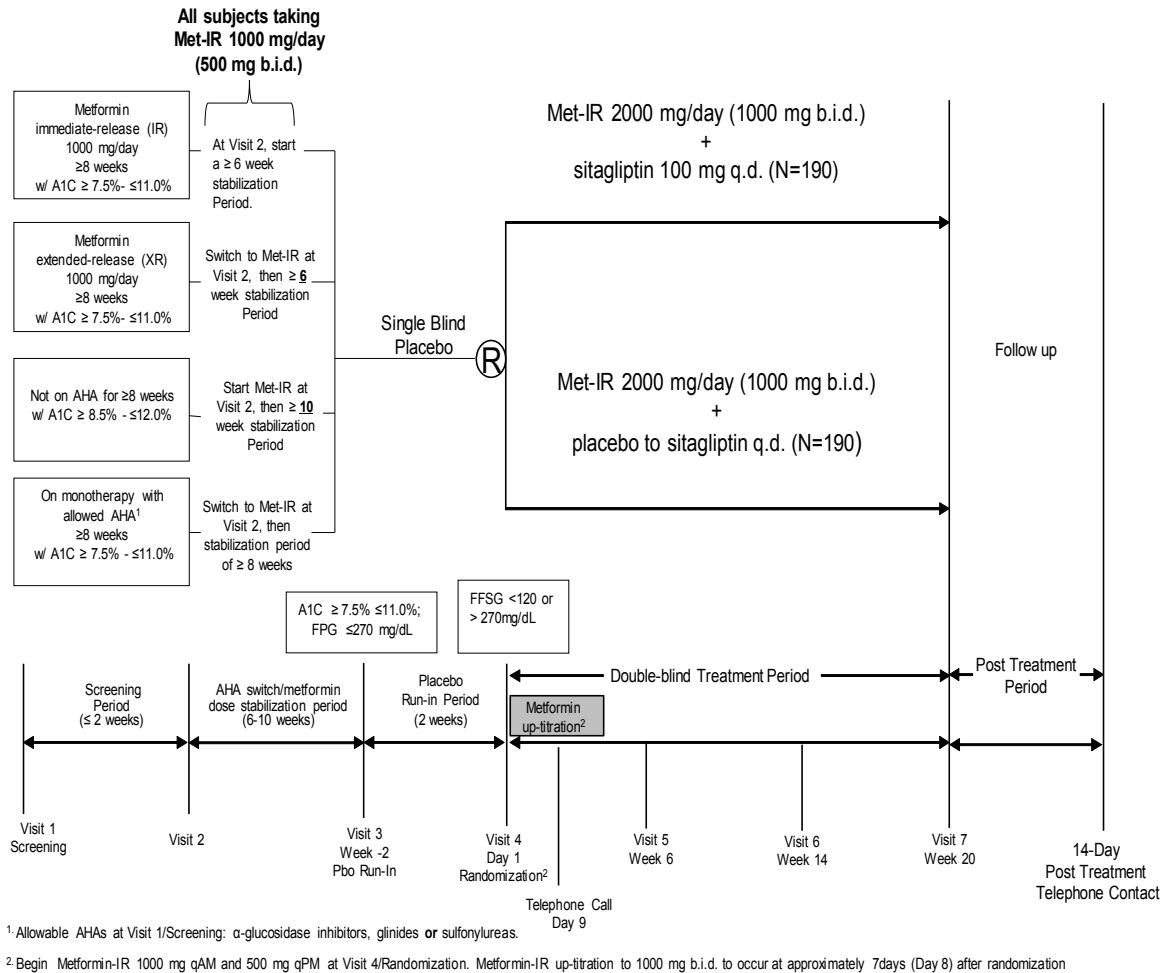 All subjects taking
Met-IR 1000 mg/day
(500 mg b.i.d.)
Metformin
immediate-release (IR)
1000 mg/day
≥8 weeks
w/ A1C ≥ 7.5%- ≤11.0%
At Visit 2, start
a ≥ 6 week
stabilization
Period.
Metformin
extended-release (XR)
1000 mg/day
≥8 weeks
w/ A1C ≥ 7.5%- ≤11.0%
Switch to Met-IR at
Visit 2, then ≥ 6
week stabilization
Period
Not on AHA for ≥8 weeks
w/ A1C ≥ 8.5% - ≤12.0%
Start Met-IR at
Visit 2, then ≥ 10
week stabilization
Period
On monotherapy with
allowed AHA1
≥8 weeks
w/ A1C ≥ 7.5% - ≤11.0%
Switch to Met-IR at
Visit 2, then
stabilization period
of ≥ 8 weeks
Single Blind
Placebo
R
Met-IR 2000 mg/day (1000 mg b.i.d.)
+
sitagliptin 100 mg q.d. (N=190)
Met-IR 2000 mg/day (1000 mg b.i.d.)
+
placebo to sitagliptin q.d. (N=190)
Follow up
A1C ≥ 7.5% ≤11.0%;
FPG ≤270 mg/dL
FFSG <120 or
> 270mg/dL
Screening
Period
(≤ 2 weeks)
AHA switch/metformin
dose stabilization period
(6-10 weeks)
Placebo
Run-in Period
(2 weeks)
Double-blind Treatment Period
Post Treatment
Period
Metformin
up-titration2
Visit 1
Screening
Visit 2
Visit 3
Week -2
Pbo Run-In
Visit 4
Day 1
Randomization2
Telephone Call
Day 9
Visit 5
Week 6
Visit 6
Week 14
Visit 7
Week 20
14-Day
Post Treatment
Telephone Contact
1. Allowable AHAs at Visit 1/Screening: α-glucosidase inhibitors, glinides or sulfonylureas.
2. Begin Metformin-IR 1000 mg qAM and 500 mg qPM at Visit 4/Randomization. Metformin-IR up-titration to 1000 mg b.i.d. to occur at approximately 7days (Day 8) after randomization